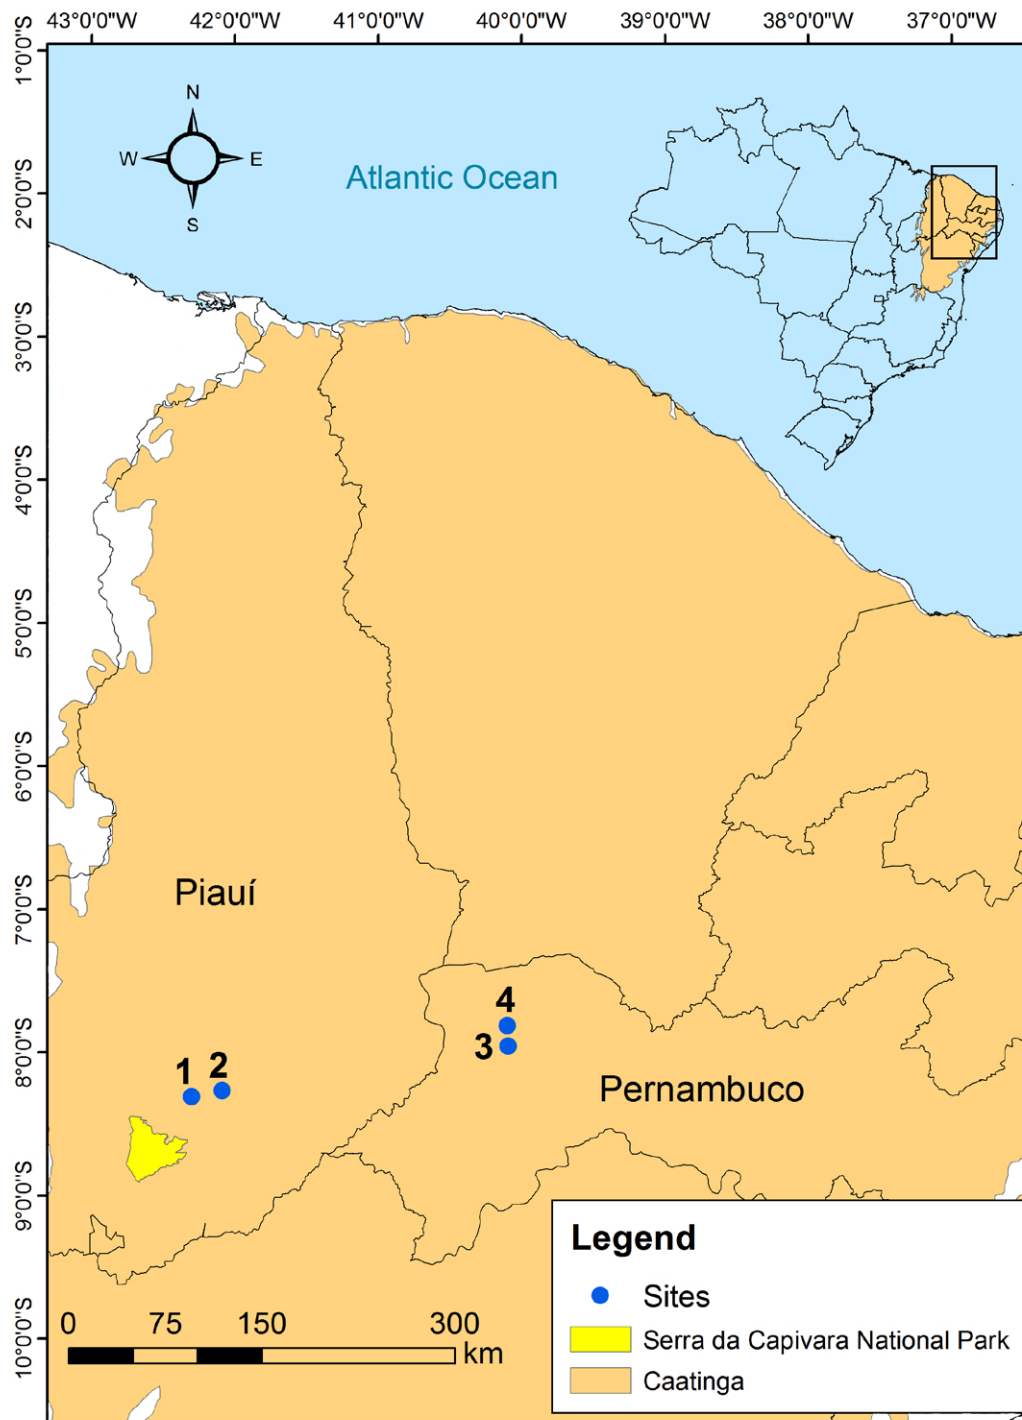 43°0'0"W 42°0'0"W 41°0'0"W 40°0'0"W 39°0'0"W 38°0'0"W 37°0'0"W
1°0'0"S
2°0'0"S
3°0'0"S
4°0'0"S
5°0'0"S
6°0'0"S
7°0'0"S
8°0'0"S
9°0'0"S
10°0'0"S
N
W E
S
Atlantic Ocean
Piauí
4
3
1 2
Pernambuco
0 75 150 300
km
Legend
Sites
Serra da Capivara National Park
Caatinga